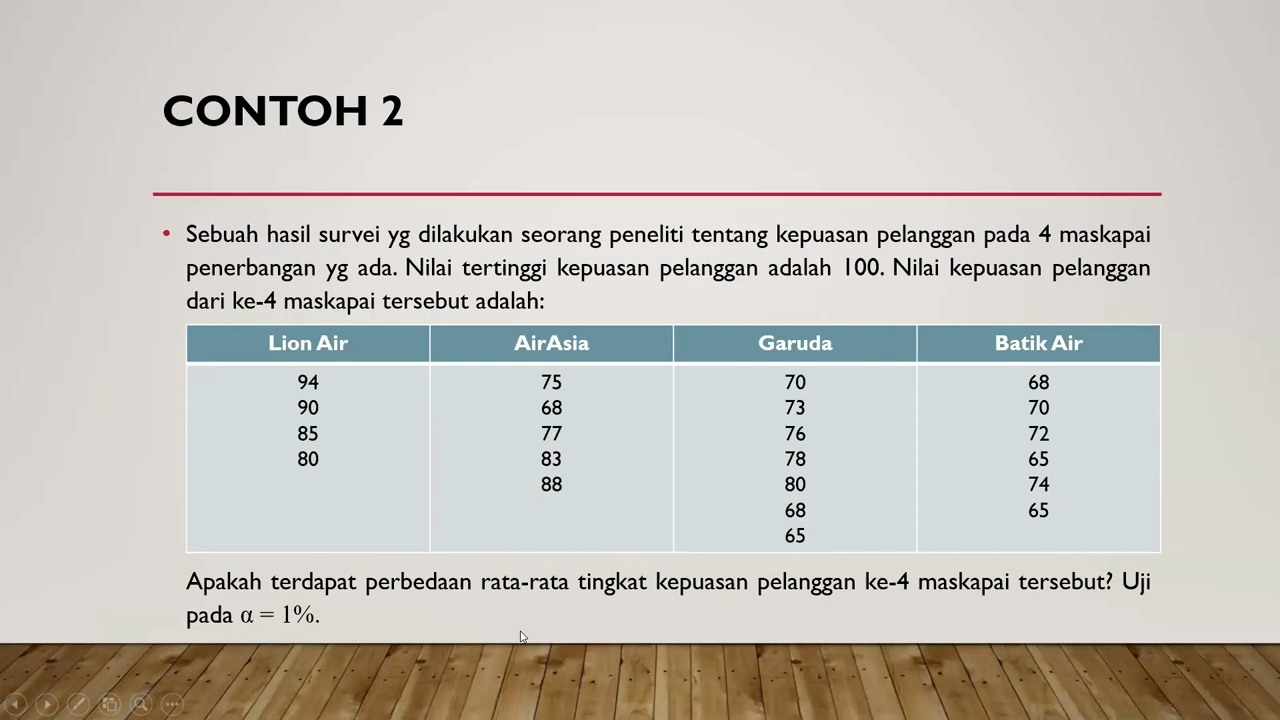 CONTOH 2
• Sebuah hasil survei yg dilakukan seorang peneliti tentang kepuasan pelanggan pada 4 maskapai
penerbangan yg ada. Nilai tertinggi kepuasan pelanggan adalah 100. Nilai kepuasan pelanggan
dari ke-4 maskapai tersebut adalah:
Lion Air AirAsia Garuda Batik Air
94 75 70 68
90 68 73 70
85 77 76 72
80 83 78 65
88 80 74
68 65
65
Apakah terdapat perbedaan rata-rata tingkat kepuasan pelanggan ke-4 maskapai tersebut? Uji
pada α = 1%.